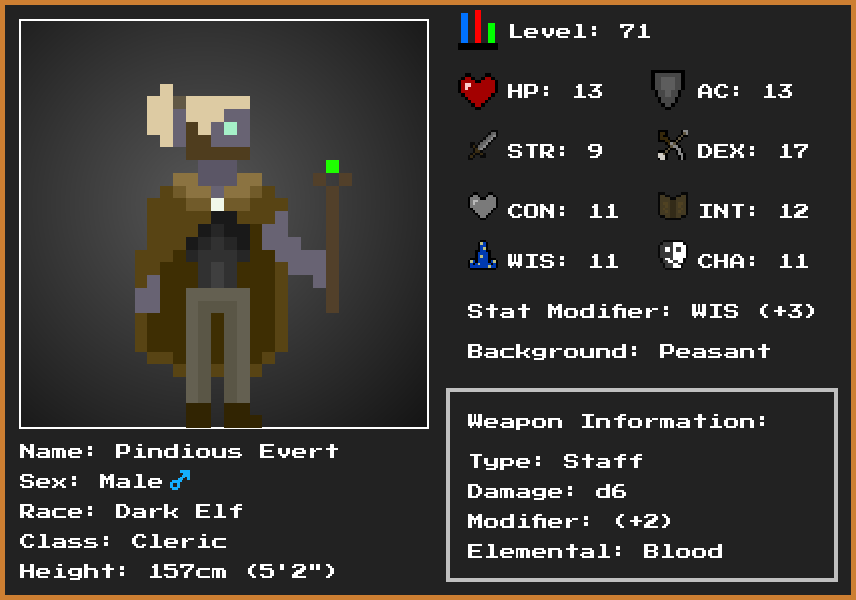 Level: 71
HP: 13
AC: 13
STR: 9
DEX: 17
CON: 11
INT: 12
WIS: 11
CHA: 11
Stat Modifier: WIS (+3)
Background: Peasant
Weapon Information:
Type: Staff
Damage: d6
Modifier: (+2)
Elemental: Blood
Name: Pindious Evert
Sex: Male♂
Race: Dark Elf
Class: Cleric
Height: 157cm (5'2")